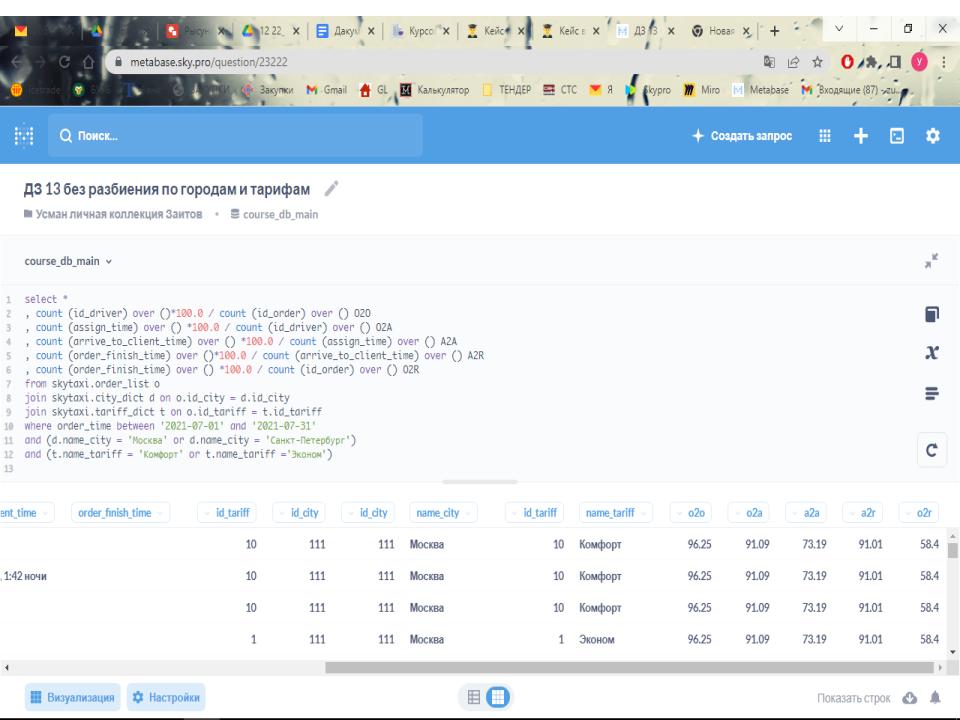 Рисун
12 22_
Дакум
Курсо
Кейс
Кейс в
ДЗ 13
Новая
metabase.sky.pro/question/23222
У
icetrade
Закупки
Gmail
GL
Калькулятор
ТЕНДЕР
СТС
Я
Skypro
Miro
Metabase
Входящие (87) -
Поиск...
Создать запрос
ДЗ 13 без разбиения по городам и тарифам
Усман личная коллекция Заитов • course_db_main
course_db_main
1 select *
2 , count (id_driver) over ()*100.0 / count (id_order) over () O2O
3 , count (assign_time) over () *100.0 / count (id_driver) over () O2A
4 , count (arrive_to_client_time) over () *100.0 / count (assign_time) over () A2A
5 , count (order_finish_time) over ()*100.0 / count (arrive_to_client_time) over () A2R
6 , count (order_finish_time) over () *100.0 / count (id_order) over () O2R
7 from skytaxi.order_list o
8 join skytaxi.city_dict d on o.id_city = d.id_city
9 join skytaxi.tariff_dict t on o.id_tariff = t.id_tariff
10 where order_time between '2021-07-01' and '2021-07-31'
11 and (d.name_city = 'Москва' or d.name_city = 'Санкт-Петербург')
12 and (t.name_tariff = 'Комфорт' or t.name_tariff ='Эконом')
13
ent_time order_finish_time id_tariff id_city id_city name_city id_tariff name_tariff o2o o2a a2a a2r o2r
10 111 111 Москва 10 Комфорт 96.25 91.09 73.19 91.01 58.4
, 1:42 ночи 10 111 111 Москва 10 Комфорт 96.25 91.09 73.19 91.01 58.4
10 111 111 Москва 10 Комфорт 96.25 91.09 73.19 91.01 58.4
1 111 111 Москва 1 Эконом 96.25 91.09 73.19 91.01 58.4
Визуализация Настройки Показать строк